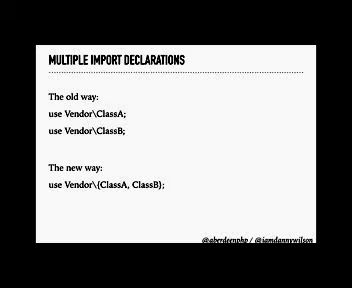 MULTIPLE IMPORT DECLARATIONS
The old way:
use Vendor\ClassA;
use Vendor\ClassB;
The new way:
use Vendor\{ClassA, ClassB};
@aberdeenphp / @iamdannywilson